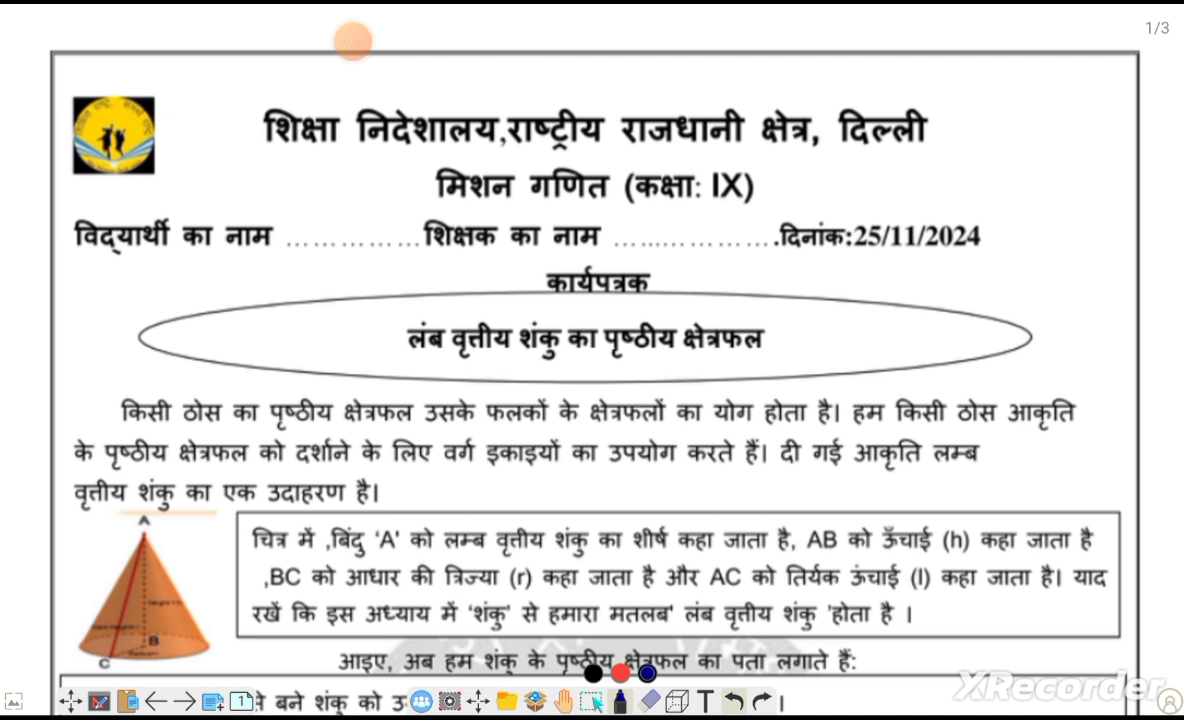 1/3
शिक्षा निदेशालय,राष्ट्रीय राजधानी क्षेत्र, दिल्ली
मिशन गणित (कक्षा: IX)
विद्यार्थी का नाम ...............शिक्षक का नाम ..................दिनांक:25/11/2024
कार्यपत्रक
लंब वृत्तीय शंकु का पृष्ठीय क्षेत्रफल
किसी ठोस का पृष्ठीय क्षेत्रफल उसके फलकों के क्षेत्रफलों का योग होता है। हम किसी ठोस आकृति
के पृष्ठीय क्षेत्रफल को दर्शाने के लिए वर्ग इकाइयों का उपयोग करते हैं। दी गई आकृति लम्ब
वृत्तीय शंकु का एक उदाहरण है।
A
B
C
चित्र में ,बिंदु 'A' को लम्ब वृत्तीय शंकु का शीर्ष कहा जाता है, AB को ऊँचाई (h) कहा जाता है
,BC को आधार की त्रिज्या (r) कहा जाता है और AC को तिर्यक ऊंचाई (l) कहा जाता है। याद
रखें कि इस अध्याय में 'शंकु' से हमारा मतलब' लंब वृत्तीय शंकु 'होता है ।
आइए, अब हम शंकु के पृष्ठीय क्षेत्रफल का पता लगाते हैं:
से बने शंकु को
XRecorder